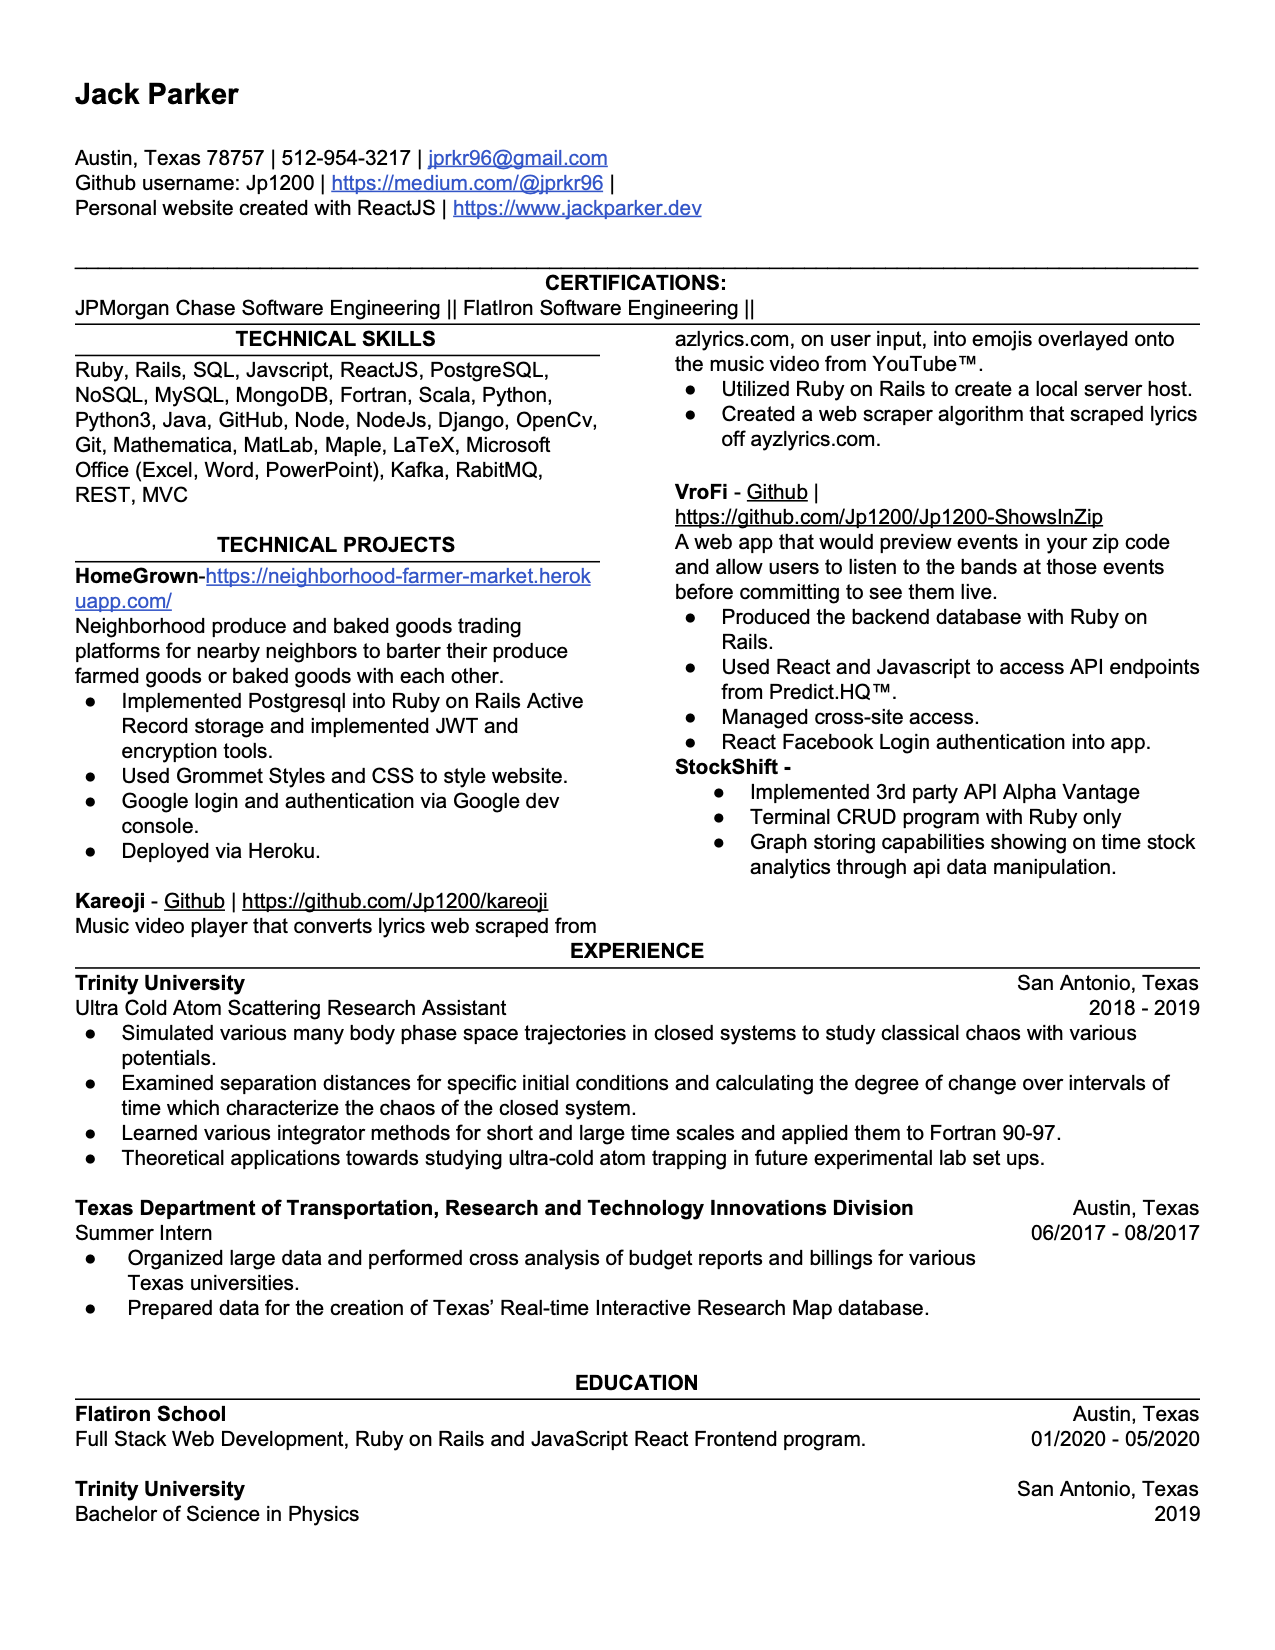 Jack Parker
Austin, Texas 78757 | 512-954-3217 | jprkr96@gmail.com
Github username: Jp1200 | https://medium.com/@jprkr96 |
Personal website created with ReactJS | https://www.jackparker.dev
CERTIFICATIONS:
JPMorgan Chase Software Engineering || FlatIron Software Engineering ||
TECHNICAL SKILLS
Ruby, Rails, SQL, Javscript, ReactJS, PostgreSQL,
NoSQL, MySQL, MongoDB, Fortran, Scala, Python,
Python3, Java, GitHub, Node, NodeJs, Django, OpenCv,
Git, Mathematica, MatLab, Maple, LaTeX, Microsoft
Office (Excel, Word, PowerPoint), Kafka, RabitMQ,
REST, MVC
TECHNICAL PROJECTS
HomeGrown-https://neighborhood-farmer-market.herok
uapp.com/
Neighborhood produce and baked goods trading
platforms for nearby neighbors to barter their produce
farmed goods or baked goods with each other.
● Implemented Postgresql into Ruby on Rails Active
Record storage and implemented JWT and
encryption tools.
● Used Grommet Styles and CSS to style website.
● Google login and authentication via Google dev
console.
● Deployed via Heroku.
Kareoji - Github | https://github.com/Jp1200/kareoji
Music video player that converts lyrics web scraped from
azlyrics.com, on user input, into emojis overlayed onto
the music video from YouTube™.
● Utilized Ruby on Rails to create a local server host.
● Created a web scraper algorithm that scraped lyrics
off ayzlyrics.com.
VroFi - Github |
https://github.com/Jp1200/Jp1200-ShowsInZip
A web app that would preview events in your zip code
and allow users to listen to the bands at those events
before committing to see them live.
● Produced the backend database with Ruby on
Rails.
● Used React and Javascript to access API endpoints
from Predict.HQ™.
● Managed cross-site access.
● React Facebook Login authentication into app.
StockShift -
● Implemented 3rd party API Alpha Vantage
● Terminal CRUD program with Ruby only
● Graph storing capabilities showing on time stock
analytics through api data manipulation.
EXPERIENCE
Trinity University San Antonio, Texas
Ultra Cold Atom Scattering Research Assistant 2018 - 2019
● Simulated various many body phase space trajectories in closed systems to study classical chaos with various
potentials.
● Examined separation distances for specific initial conditions and calculating the degree of change over intervals of
time which characterize the chaos of the closed system.
● Learned various integrator methods for short and large time scales and applied them to Fortran 90-97.
● Theoretical applications towards studying ultra-cold atom trapping in future experimental lab set ups.
Texas Department of Transportation, Research and Technology Innovations Division Austin, Texas
Summer Intern 06/2017 - 08/2017
● Organized large data and performed cross analysis of budget reports and billings for various
Texas universities.
● Prepared data for the creation of Texas’ Real-time Interactive Research Map database.
EDUCATION
Flatiron School Austin, Texas
Full Stack Web Development, Ruby on Rails and JavaScript React Frontend program. 01/2020 - 05/2020
Trinity University San Antonio, Texas
Bachelor of Science in Physics 2019